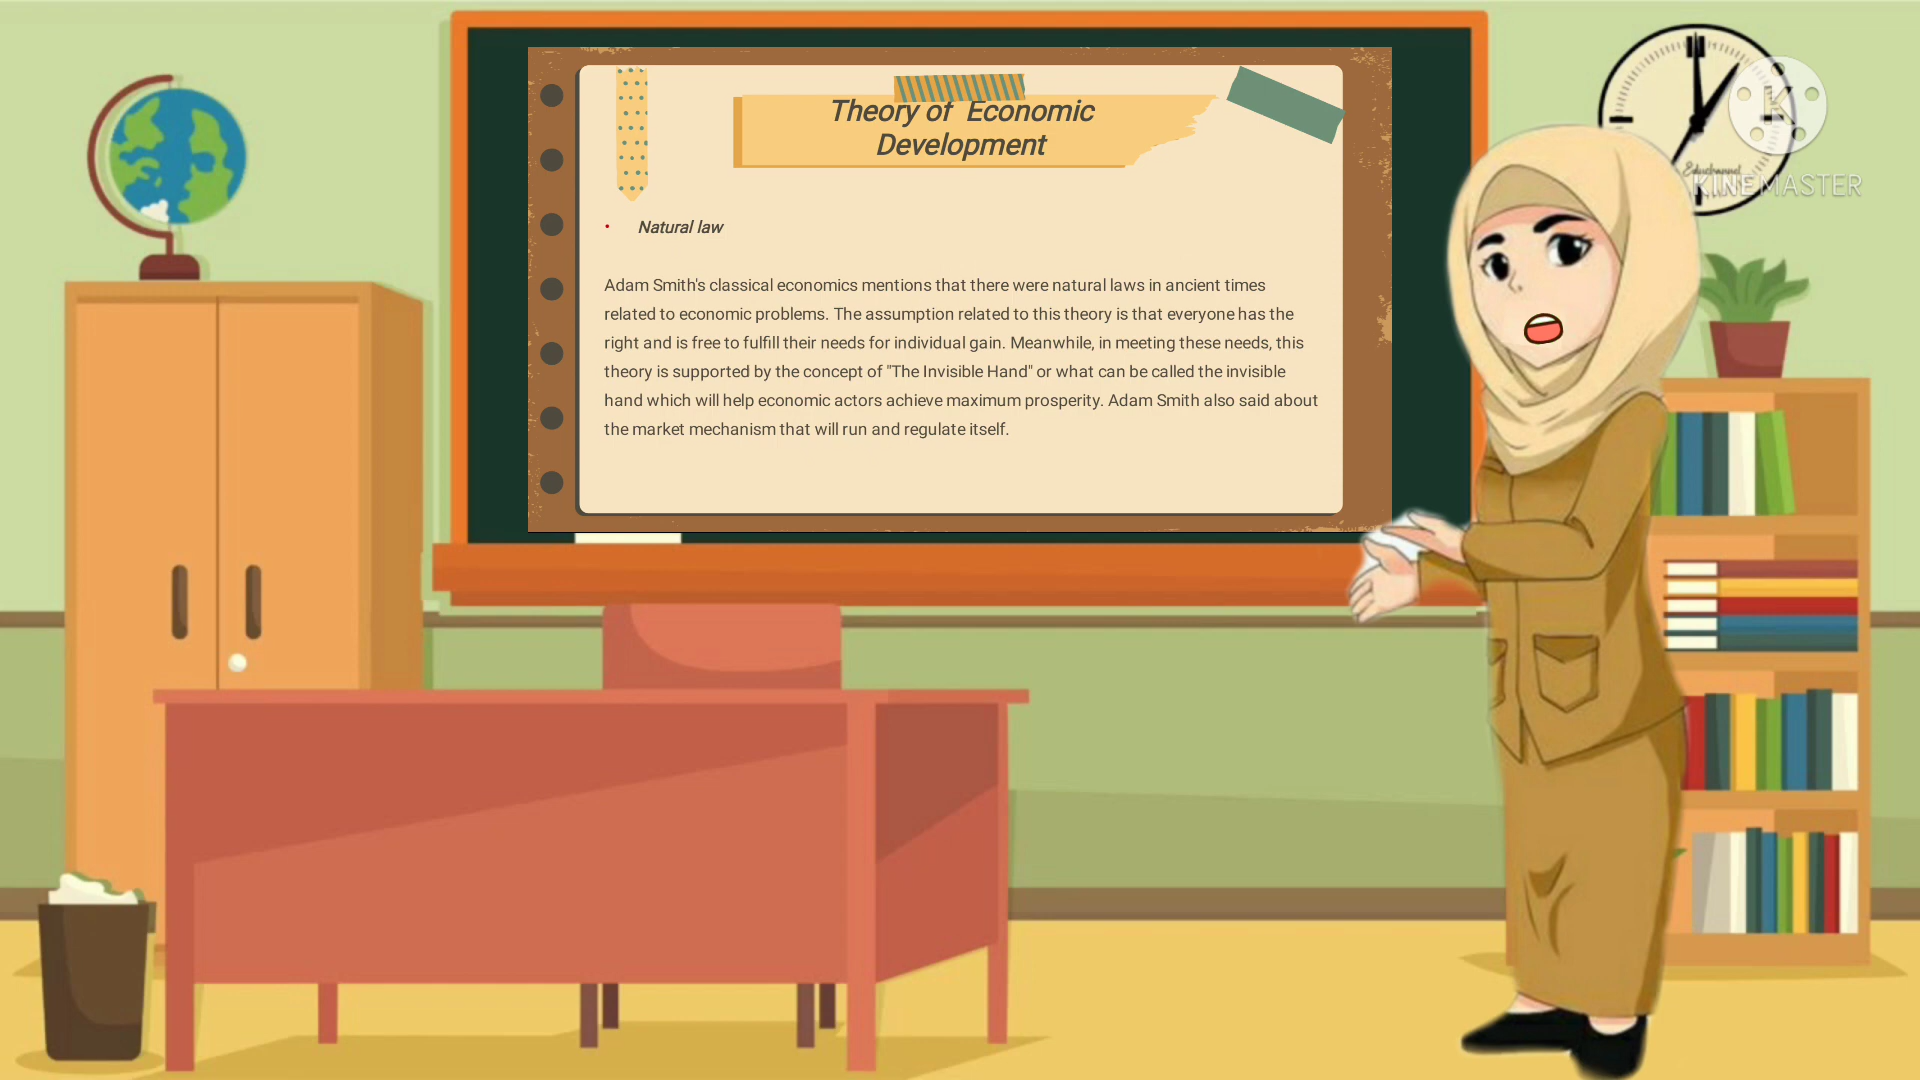 Theory of Economic
Development
• Natural law
Adam Smith's classical economics mentions that there were natural laws in ancient times
related to economic problems. The assumption related to this theory is that everyone has the
right and is free to fulfill their needs for individual gain. Meanwhile, in meeting these needs, this
theory is supported by the concept of "The Invisible Hand" or what can be called the invisible
hand which will help economic actors achieve maximum prosperity. Adam Smith also said about
the market mechanism that will run and regulate itself.
K
Educhannel
KINEMASTER